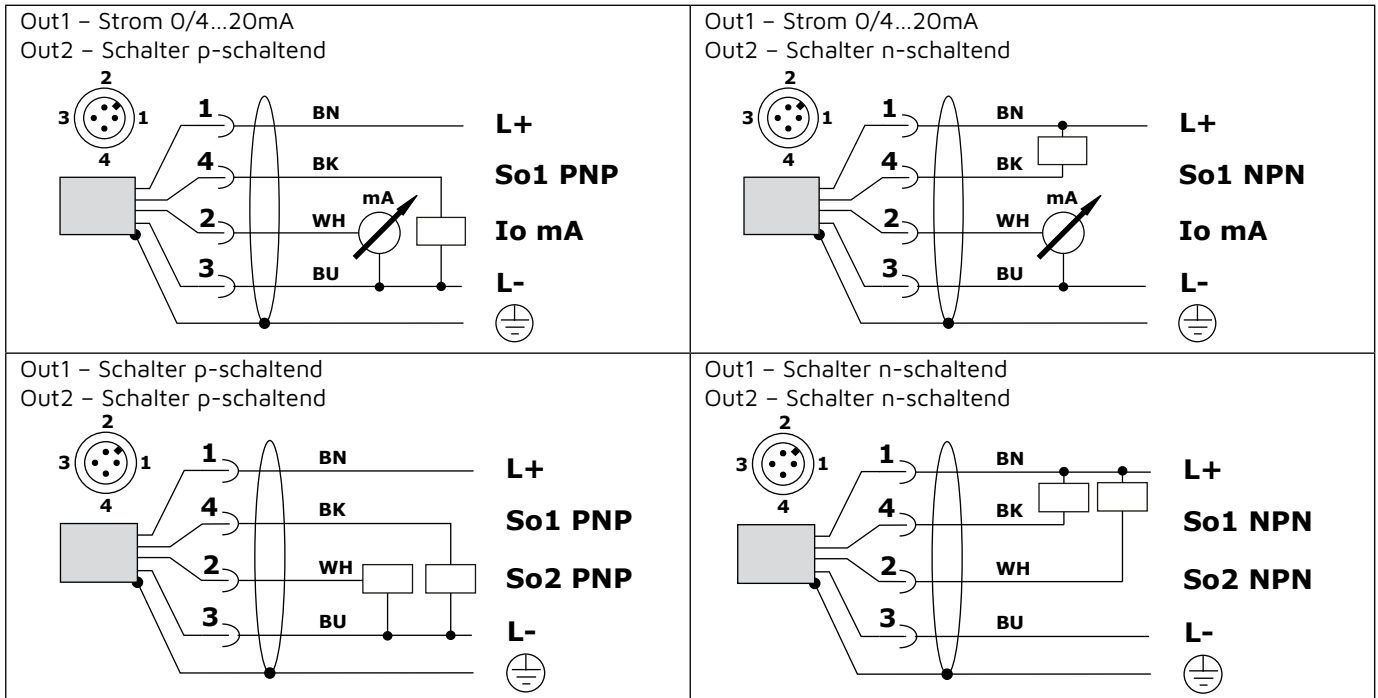 Out1 – Strom 0/4...20mA
Out2 – Schalter p-schaltend
2
3
1
4
1
BN
L+
4
BK
So1 PNP
mA
2
WH
Io mA
3
BU
L-
Out1 – Strom 0/4...20mA
Out2 – Schalter n-schaltend
2
3
1
4
1
BN
L+
4
BK
So1 NPN
mA
2
WH
Io mA
3
BU
L-
Out1 – Schalter p-schaltend
Out2 – Schalter p-schaltend
2
3
1
4
1
BN
L+
4
BK
So1 PNP
2
WH
So2 PNP
3
BU
L-
Out1 – Schalter n-schaltend
Out2 – Schalter n-schaltend
2
3
1
4
1
BN
L+
4
BK
So1 NPN
2
WH
So2 NPN
3
BU
L-